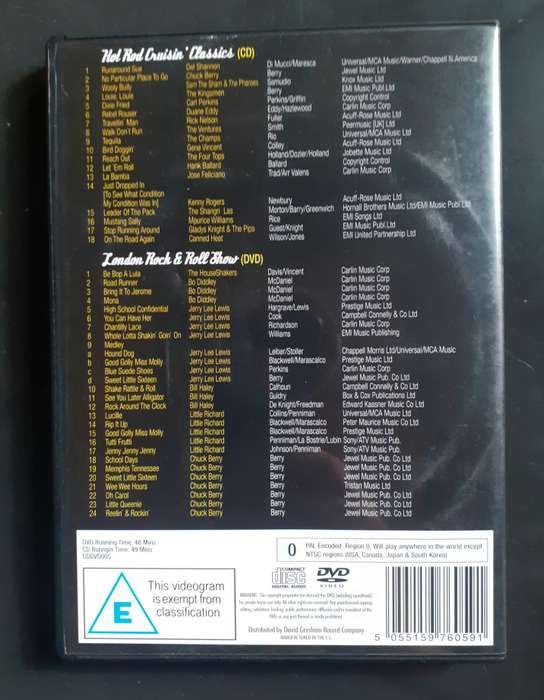 Hot Rod Cruisin' Classics (CD)
1 Runaround Sue Del Shannon Di Mucci/Maresca Universal/MCA Music/Warner/Chappell N.America
2 No Particular Place To Go Chuck Berry Berry Jewel Music Ltd
3 Wooly Bully Sam The Sham & The Pharoes Samudio Knox Music Ltd
4 Louie, Louie The Kingsmen Berry EMI Music Publ Ltd
5 Dixie Fried Carl Perkins Perkins/Griffin Copyright Control
6 Rebel Rouser Duane Eddy Eddy/Hazlewood Carlin Music Corp
7 Travellin' Man Rick Nelson Fuller Acuff-Rose Music Ltd
8 Walk Don't Run The Ventures Smith Peermusic [UK] Ltd
9 Tequila The Champs Rio Universal/MCA Music Ltd
10 Bird Doggin' Gene Vincent Colley Acuff-Rose Music Ltd
11 Reach Out The Four Tops Holland/Dozier/Holland Jobette Music Ltd
12 Let 'Em Roll Hank Ballard Ballard Copyright Control
13 La Bamba Jose Feliciano Trad/Arr Valens Carlin Music Corp
14 Just Dropped In
[To See What Condition
My Condition Was In] Kenny Rogers Newbury Acuff-Rose Music Ltd
15 Leader Of The Pack The Shangri Las Morton/Barry/Greenwich Hornall Brothers Music Ltd/EMI Music Publ Ltd
16 Mustang Sally Maurice Williams Rice EMI Songs Ltd
17 Stop Running Around Gladys Knight & The Pips Guest/Knight EMI Music Publ Ltd
18 On The Road Again Canned Heat Wilson/Jones EMI United Partnership Ltd
London Rock & Roll Show (DVD)
1 Be Bop A Lula The HouseShakers Davis/Vincent Carlin Music Corp
2 Road Runner Bo Diddley McDaniel Carlin Music Corp
3 Bring It To Jerome Bo Diddley McDaniel Carlin Music Corp
4 Mona Bo Diddley McDaniel Carlin Music Corp
5 High School Confidential Jerry Lee Lewis Hargrave/Lewis Prestige Music Ltd
6 You Can Have Her Jerry Lee Lewis Cook Campbell Connelly & Co Ltd
7 Chantilly Lace Jerry Lee Lewis Richardson Carlin Music Corp
8 Whole Lotta Shakin' Goin' On Jerry Lee Lewis Williams EMI Music Publishing
9 Medley
a Hound Dog Jerry Lee Lewis Leiber/Stoller Chappell Morris Ltd/Universal/MCA Music
b Good Golly Miss Molly Jerry Lee Lewis Blackwell/Marascalco Prestige Music Ltd
c Blue Suede Shoes Jerry Lee Lewis Perkins Carlin Music Corp
d Sweet Little Sixteen Jerry Lee Lewis Berry Jewel Music Pub. Co Ltd
10 Shake Rattle & Roll Bill Haley Calhoun Campbell Connelly & Co Ltd
11 See You Later Alligator Bill Haley Guidry Box & Cox Publications Ltd
12 Rock Around The Clock Bill Haley De Knight/Freedman Edward Kassner Music Co Ltd
13 Lucille Little Richard Collins/Penniman Universal/MCA Music Ltd
14 Rip It Up Little Richard Blackwell/Marascalco Peter Maurice Music Co Ltd
15 Good Golly Miss Molly Little Richard Blackwell/Marascalco Prestige Music Ltd
16 Tutti Frutti Little Richard Penniman/La Bostrie/Lubin Sony/ATV Music Pub.
17 Jenny Jenny Jenny Little Richard Johnson/Penniman Sony/ATV Music Pub.
18 School Days Chuck Berry Berry Jewel Music Pub. Co Ltd
19 Memphis Tennessee Chuck Berry Berry Jewel Music Pub. Co Ltd
20 Sweet Little Sixteen Chuck Berry Berry Jewel Music Pub. Co Ltd
21 Wee Wee Hours Chuck Berry Berry Tristan Music Ltd
22 Oh Carol Chuck Berry Berry Jewel Music Pub. Co Ltd
23 Little Queenie Chuck Berry Berry Jewel Music Pub. Co Ltd
24 Reelin' & Rockin' Chuck Berry Berry Jewel Music Pub. Co Ltd
DVD Running Time: 48 Mins
CD Runnign Time: 49 Mins
CDDVD005
0 PAL Encoded. Region 0, Will play anywhere in the world except
NTSC regions (USA, Canada, Japan & South Korea)
E
This videogram
is exempt from
classification
COMPACT
disc
DIGITAL AUDIO
DVD
VIDEO
Distributed by David Gresham Record Company
MANUFACTURED IN THE E.C.
5 055159 760591